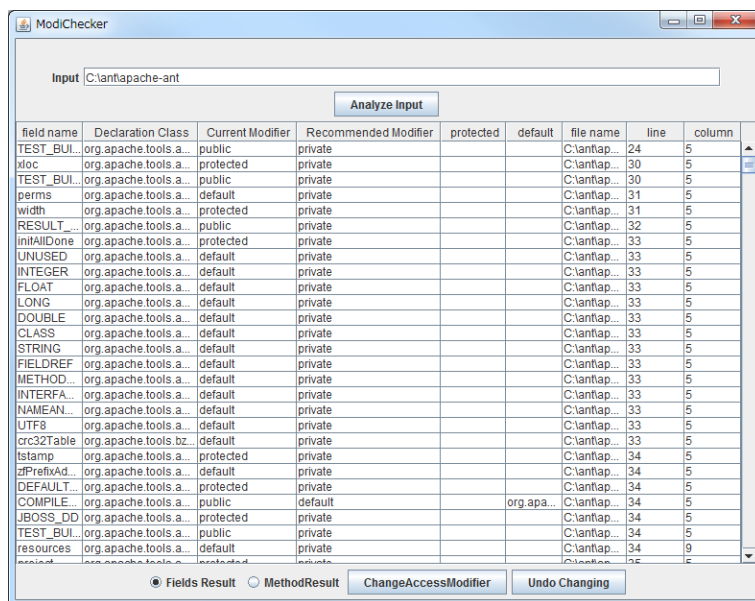 ModiChecker
Input C:\ant\apache-ant
Analyze Input
field name Declaration Class Current Modifier Recommended Modifier protected default file name line column
TEST_BUI... org.apache.tools.a... public private C:\ant\ap... 24 5
xloc org.apache.tools.a... protected private C:\ant\ap... 30 5
TEST_BUI... org.apache.tools.a... public private C:\ant\ap... 30 5
perms org.apache.tools.a... default private C:\ant\ap... 31 5
width org.apache.tools.a... protected private C:\ant\ap... 31 5
RESULT_... org.apache.tools.a... public private C:\ant\ap... 32 5
initAllDone org.apache.tools.a... protected private C:\ant\ap... 33 5
UNUSED org.apache.tools.a... default private C:\ant\ap... 33 5
INTEGER org.apache.tools.a... default private C:\ant\ap... 33 5
FLOAT org.apache.tools.a... default private C:\ant\ap... 33 5
LONG org.apache.tools.a... default private C:\ant\ap... 33 5
DOUBLE org.apache.tools.a... default private C:\ant\ap... 33 5
CLASS org.apache.tools.a... default private C:\ant\ap... 33 5
STRING org.apache.tools.a... default private C:\ant\ap... 33 5
FIELDREF org.apache.tools.a... default private C:\ant\ap... 33 5
METHOD... org.apache.tools.a... default private C:\ant\ap... 33 5
INTERFA... org.apache.tools.a... default private C:\ant\ap... 33 5
NAMEAN... org.apache.tools.a... default private C:\ant\ap... 33 5
UTF8 org.apache.tools.a... default private C:\ant\ap... 33 5
crc32Table org.apache.tools.bz... default private C:\ant\ap... 33 5
tstamp org.apache.tools.a... protected private C:\ant\ap... 34 5
zfPrefixAd... org.apache.tools.a... default private C:\ant\ap... 34 5
DEFAULT... org.apache.tools.a... protected private C:\ant\ap... 34 5
COMPILE... org.apache.tools.a... public default org.apa... C:\ant\ap... 34 5
JBOSS_DD org.apache.tools.a... protected private C:\ant\ap... 34 5
TEST_BUI... org.apache.tools.a... public private C:\ant\ap... 34 5
resources org.apache.tools.a... default private C:\ant\ap... 34 9
Fields Result MethodResult ChangeAccessModifier Undo Changing